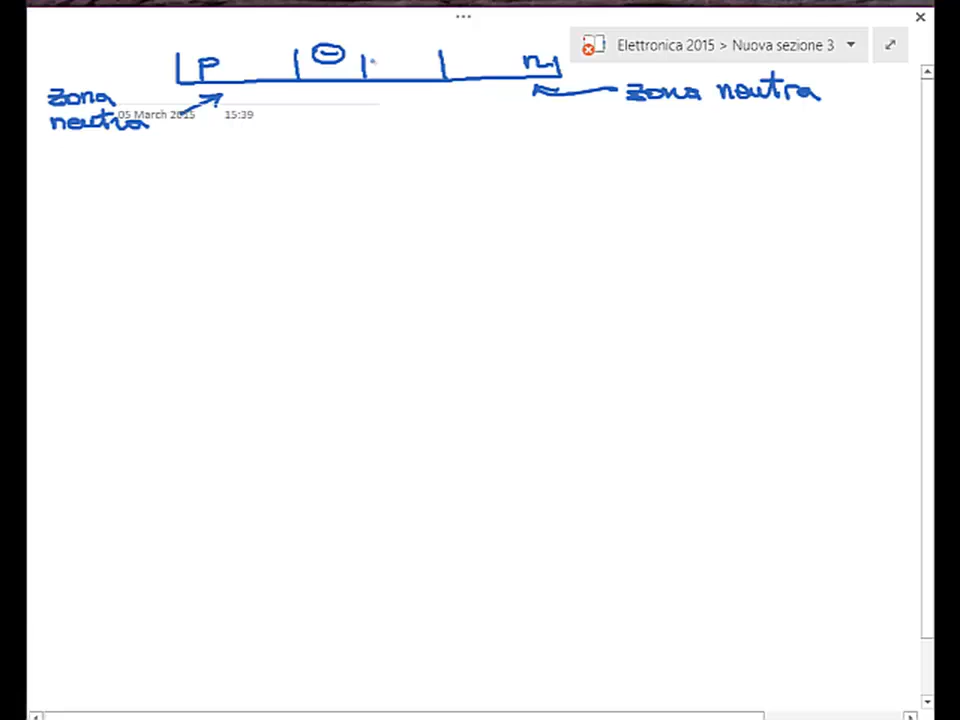 Elettronica 2015 > Nuova sezione 3
p - n
zona neutra
zona
neutra
05 March 2015 15:39